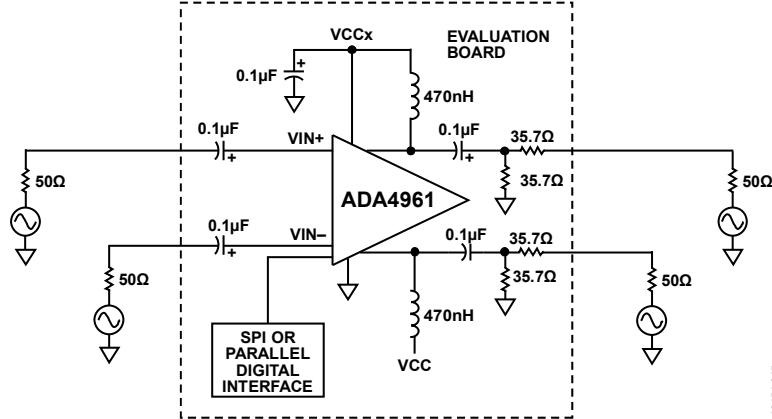 VCCx
EVALUATION
BOARD
0.1µF
+
470nH
0.1µF
+
VIN+
0.1µF
+
35.7Ω
35.7Ω
50Ω
50Ω
ADA4961
0.1µF
+
VIN–
0.1µF
35.7Ω
35.7Ω
50Ω
50Ω
470nH
VCC
SPI OR
PARALLEL
DIGITAL
INTERFACE